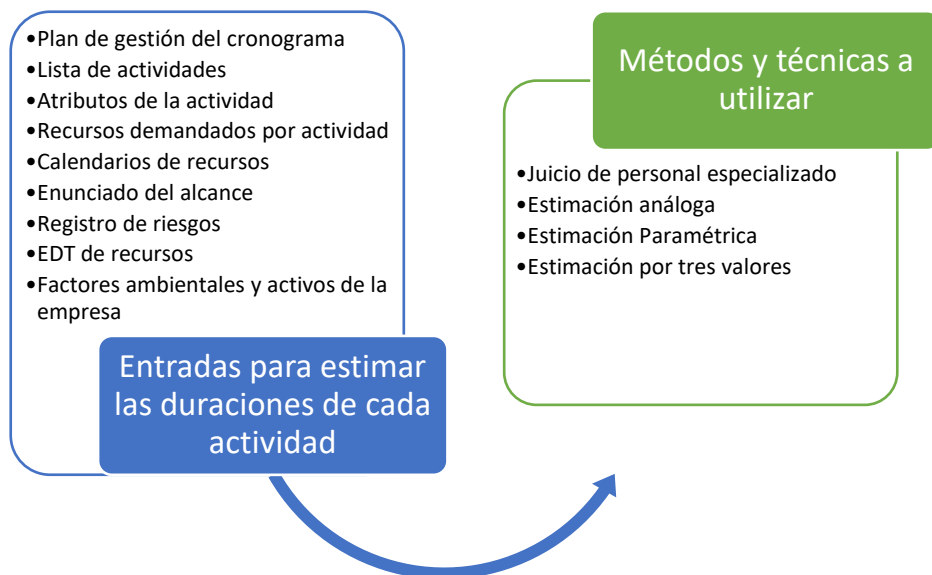 •Plan de gestión del cronograma
•Lista de actividades
•Atributos de la actividad
•Recursos demandados por actividad
•Calendarios de recursos
•Enunciado del alcance
•Registro de riesgos
•EDT de recursos
•Factores ambientales y activos de la
empresa
Entradas para estimar
las duraciones de cada
actividad
Métodos y técnicas a
utilizar
•Juicio de personal especializado
•Estimación análoga
•Estimación Paramétrica
•Estimación por tres valores